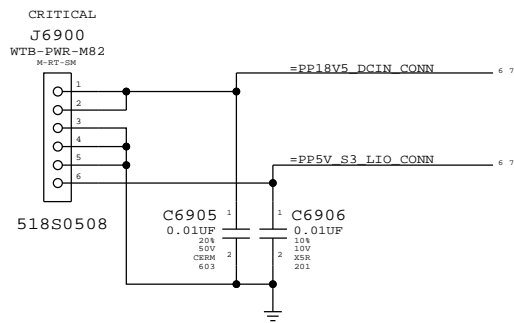 CRITICAL
J6900
WTB-PWR-M82
M-RT-SM
1
2
3
4
5
6
518S0508
=PP18V5_DCIN_CONN 6 7
=PP5V_S3_LIO_CONN 6 7
C6905
0.01UF
20%
50V
CERM
603
1
2
1
2
C6906
0.01UF
10%
10V
X5R
201